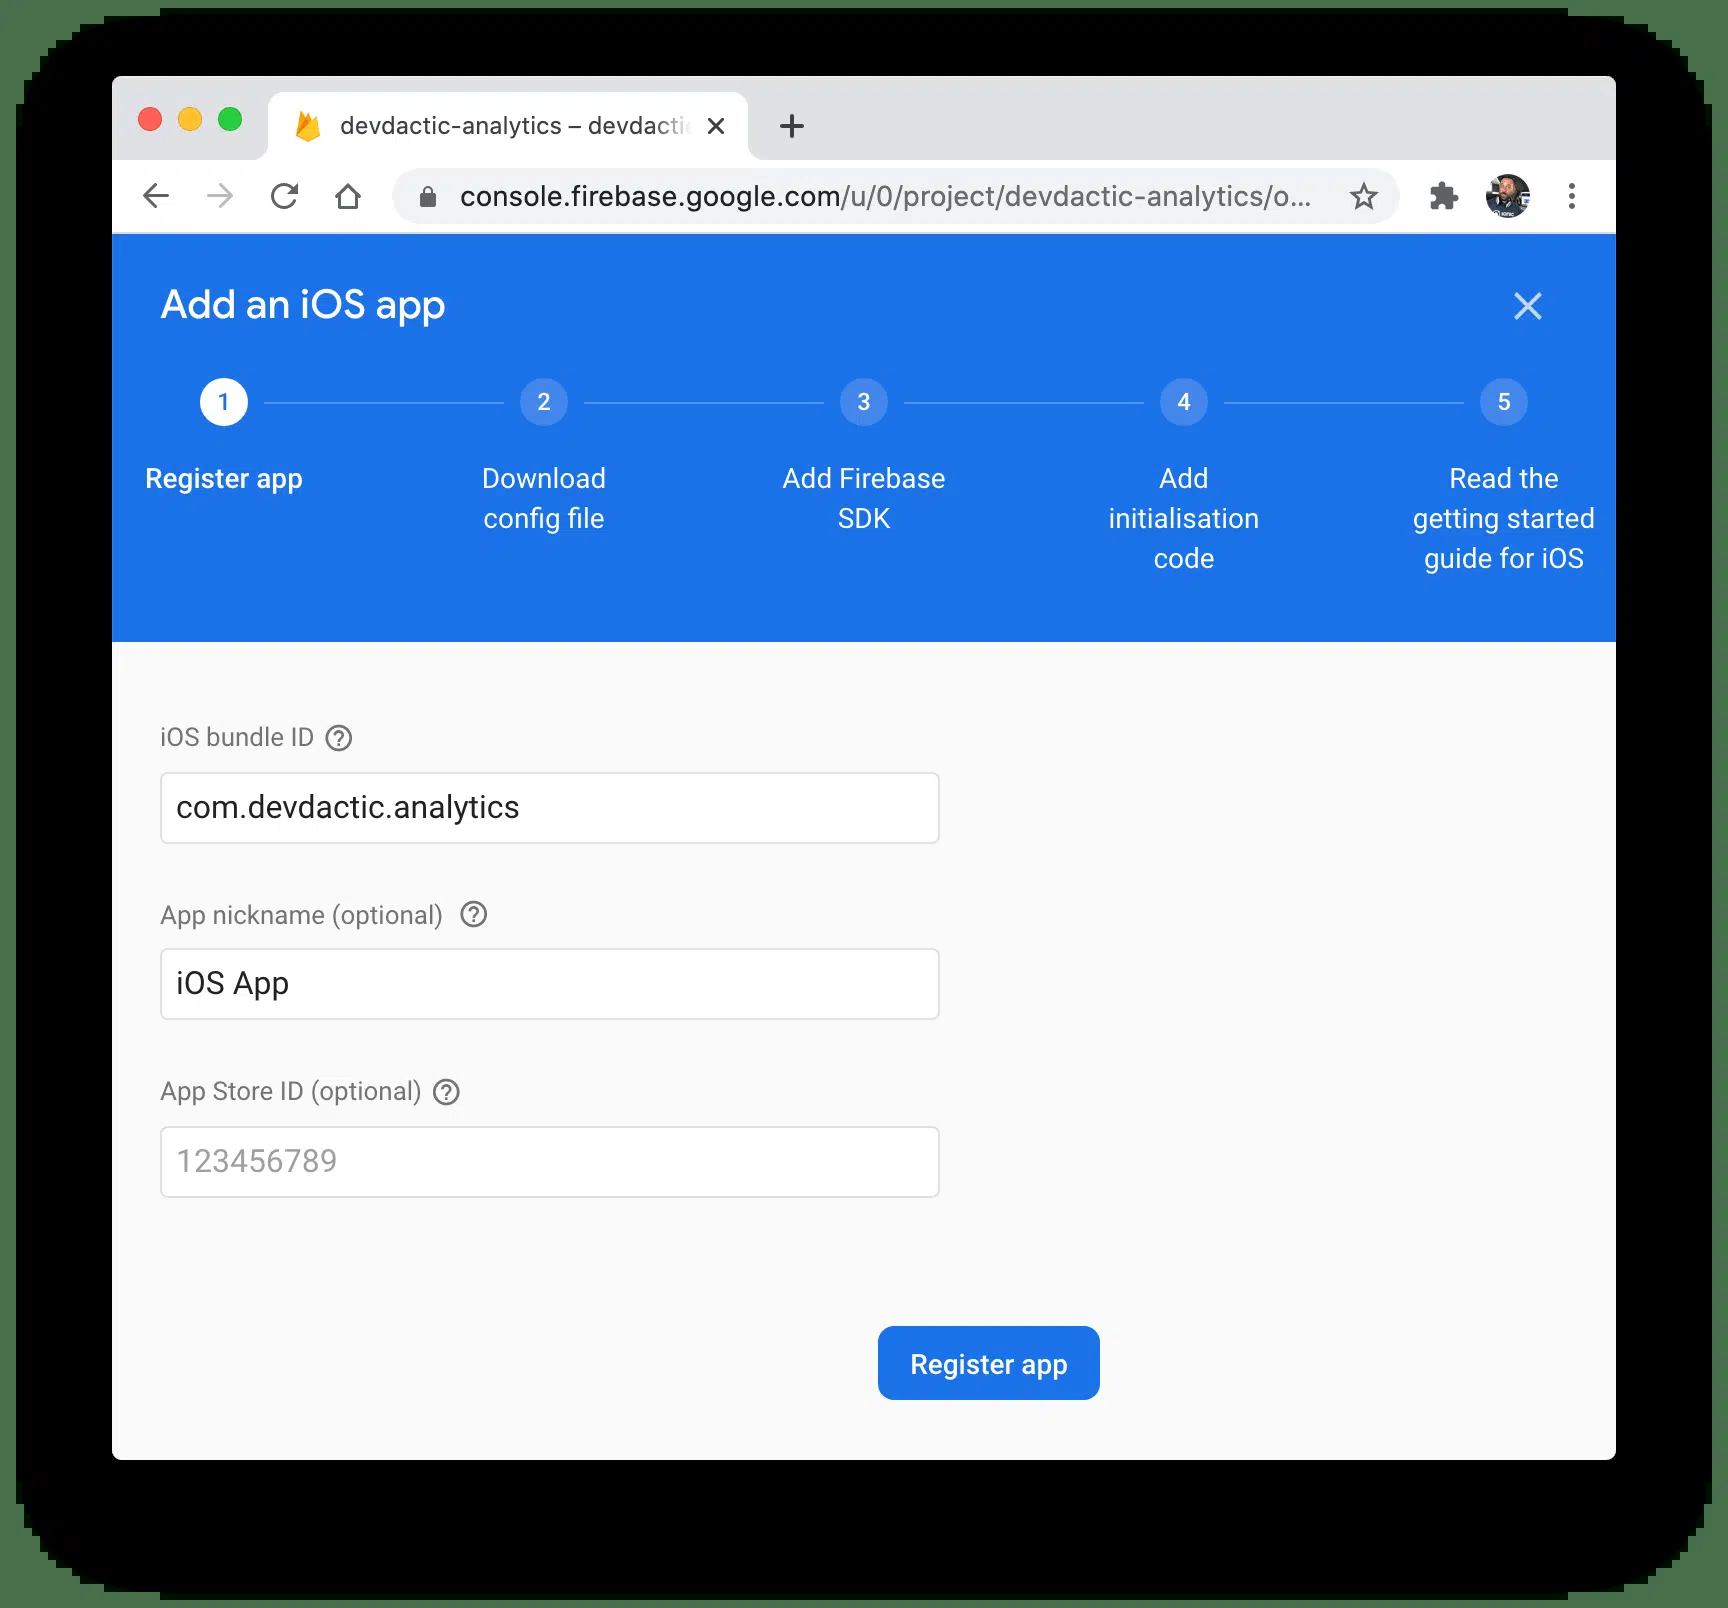 devdactic-analytics – devdactic
console.firebase.google.com/u/0/project/devdactic-analytics/o...
Add an iOS app
1
2
3
4
5
Register app
Download
config file
Add Firebase
SDK
Add
initialisation
code
Read the
getting started
guide for iOS
iOS bundle ID
com.devdactic.analytics
App nickname (optional)
iOS App
App Store ID (optional)
123456789
Register app